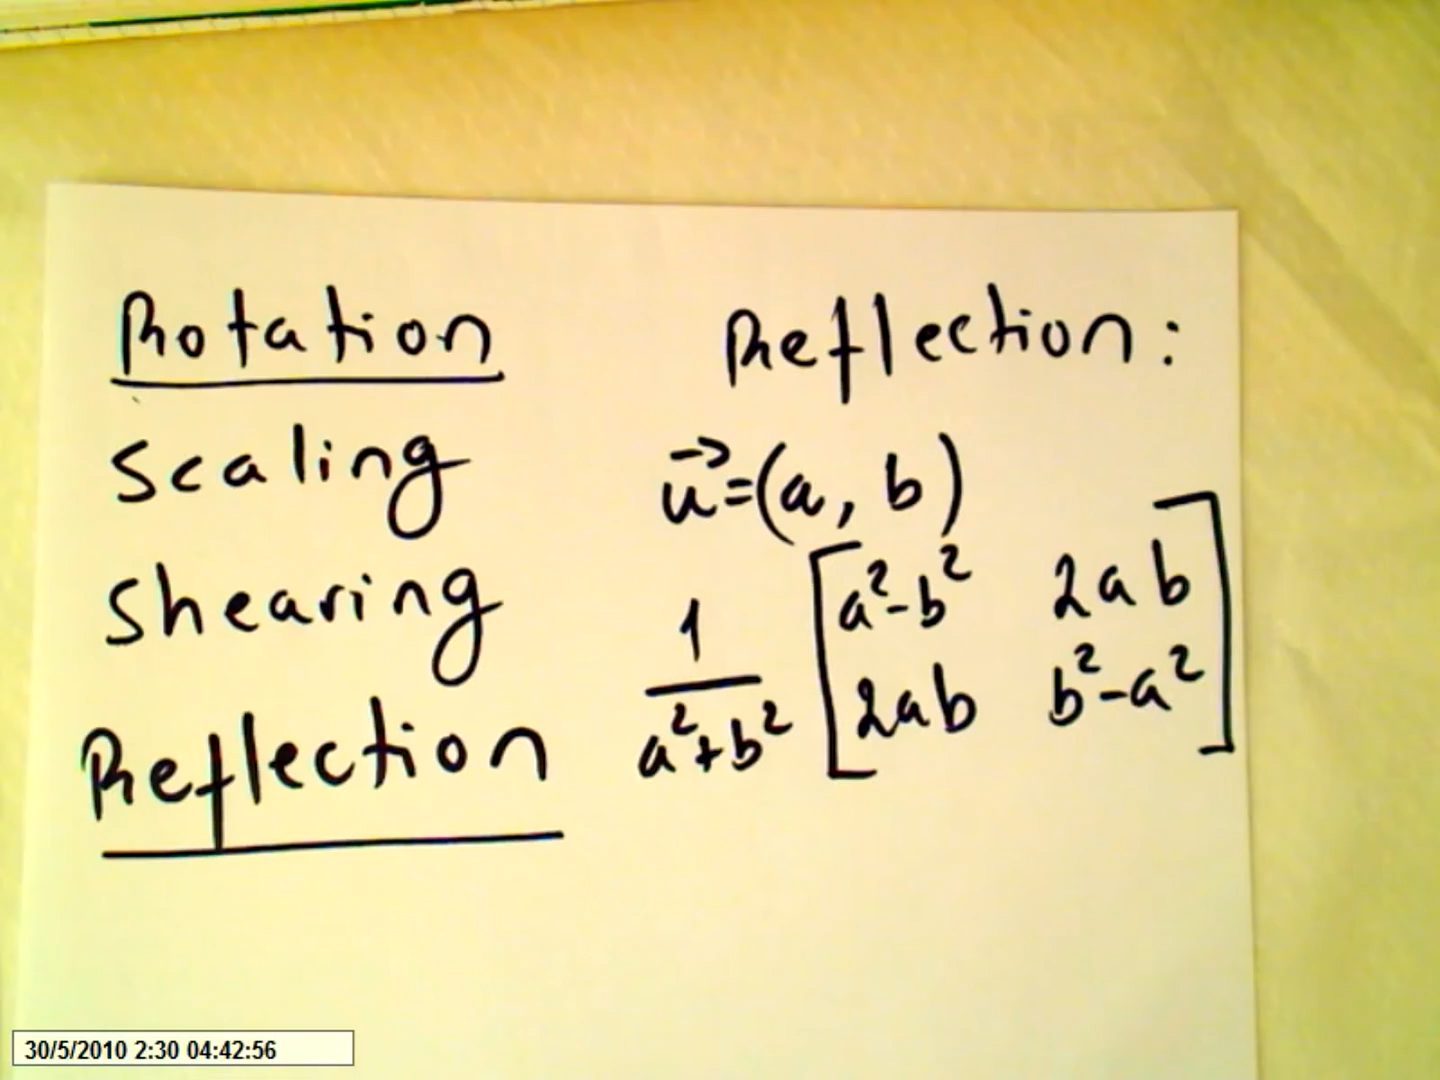 Rotation
Scaling
Shearing
Reflection
Reflection:
u⃗=(a, b)
1/(a²+b²) [a²-b² 2ab
2ab b²-a²]
30/5/2010 2:30 04:42:56